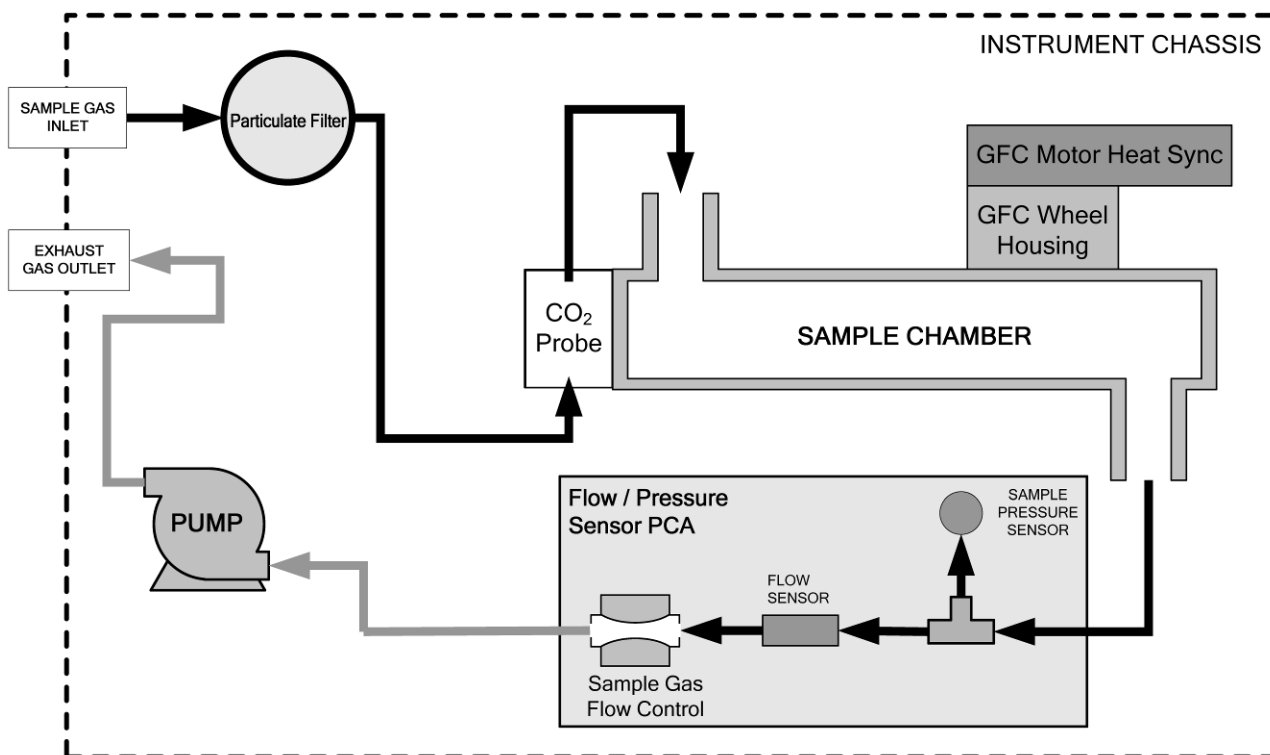 INSTRUMENT CHASSIS
SAMPLE GAS
INLET
Particulate Filter
GFC Motor Heat Sync
GFC Wheel
Housing
EXHAUST
GAS OUTLET
CO₂
Probe
SAMPLE CHAMBER
PUMP
Flow / Pressure
Sensor PCA
SAMPLE
PRESSURE
SENSOR
FLOW
SENSOR
Sample Gas
Flow Control